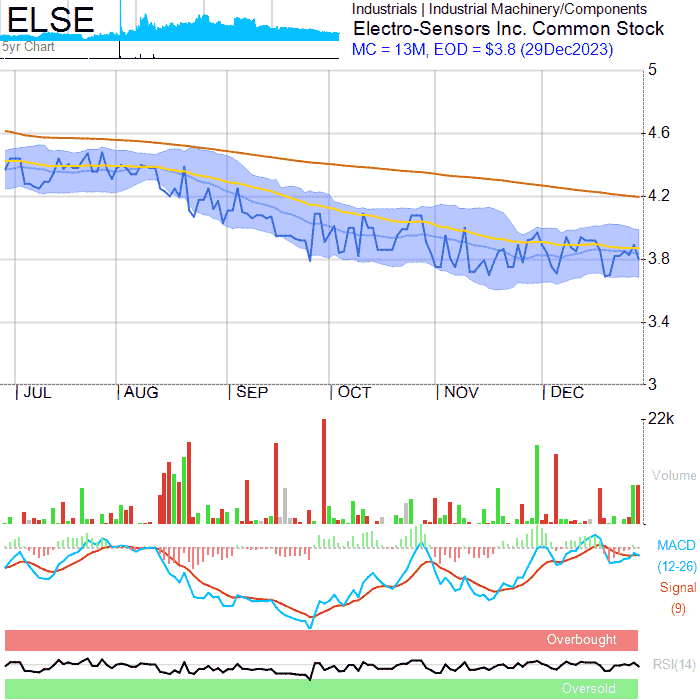 ELSE
5yr Chart
Industrials | Industrial Machinery/Components
Electro-Sensors Inc. Common Stock
MC = 13M, EOD = $3.8 (29Dec2023)
5
4.6
4.2
3.8
3.4
3
JUL AUG SEP OCT NOV DEC
22k
Volume
MACD
(12-26)
Signal
(9)
Overbought
RSI(14)
Oversold